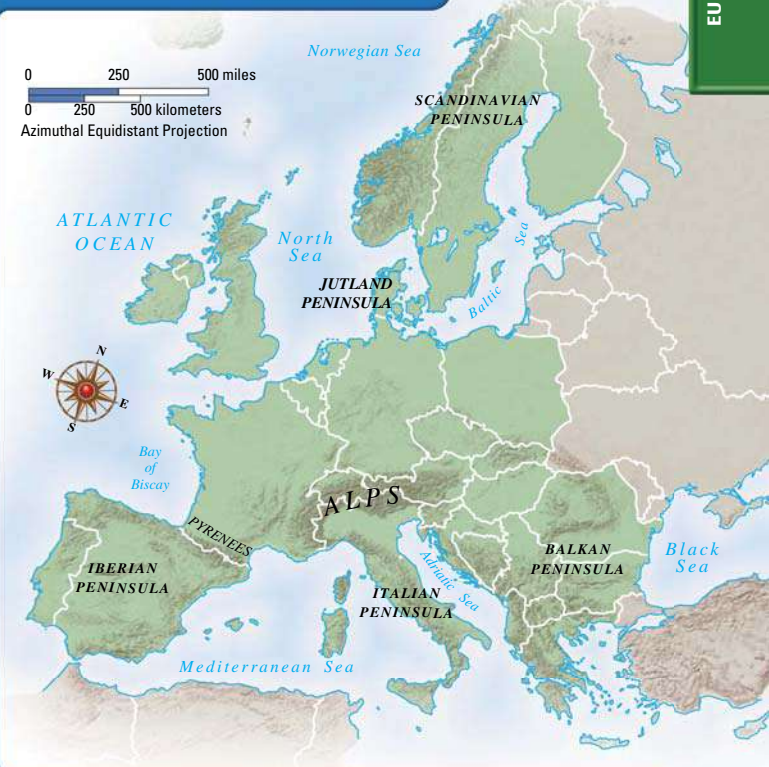 EU
Norwegian Sea
0 250 500 miles
0 250 500 kilometers
Azimuthal Equidistant Projection
SCANDINAVIAN
PENINSULA
ATLANTIC
OCEAN
North
Sea
JUTLAND
PENINSULA
Baltic Sea
N
W
E
S
Bay
of
Biscay
ALPS
PYRENEES
IBERIAN
PENINSULA
Adriatic Sea
ITALIAN
PENINSULA
BALKAN
PENINSULA
Black
Sea
Mediterranean Sea